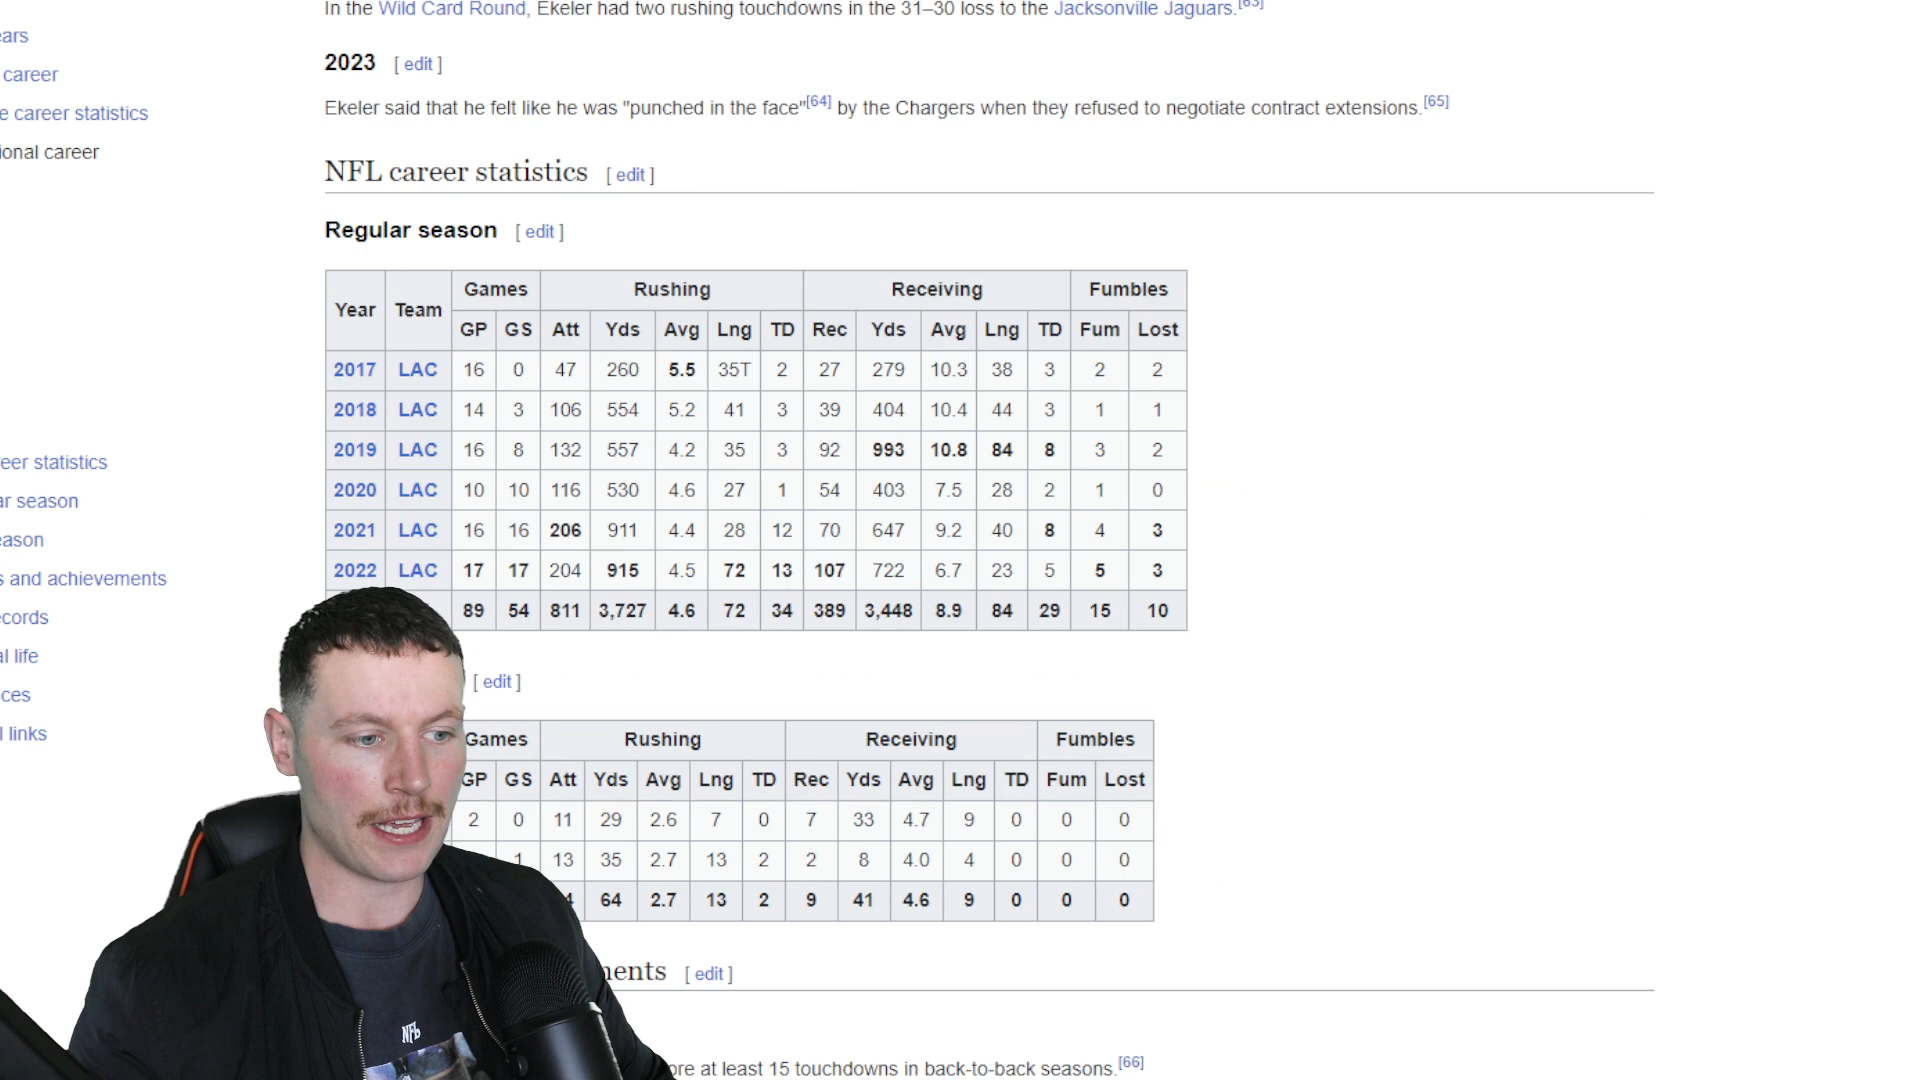 In the Wild Card Round, Ekeler had two rushing touchdowns in the 31–30 loss to the Jacksonville Jaguars.[63]
ears
2023 [ edit ]
career
Ekeler said that he felt like he was "punched in the face"[64] by the Chargers when they refused to negotiate contract extensions.[65]
e career statistics
ional career
NFL career statistics [ edit ]
Regular season [ edit ]
Year Team Games Rushing Receiving Fumbles
GP GS Att Yds Avg Lng TD Rec Yds Avg Lng TD Fum Lost
2017 LAC 16 0 47 260 5.5 35T 2 27 279 10.3 38 3 2 2
2018 LAC 14 3 106 554 5.2 41 3 39 404 10.4 44 3 1 1
2019 LAC 16 8 132 557 4.2 35 3 92 993 10.8 84 8 3 2
2020 LAC 10 10 116 530 4.6 27 1 54 403 7.5 28 2 1 0
2021 LAC 16 16 206 911 4.4 28 12 70 647 9.2 40 8 4 3
2022 LAC 17 17 204 915 4.5 72 13 107 722 6.7 23 5 5 3
89 54 811 3,727 4.6 72 34 389 3,448 8.9 84 29 15 10
eer statistics
ar season
eason
s and achievements
ecords
al life
ces
l links
[ edit ]
Games Rushing Receiving Fumbles
GP GS Att Yds Avg Lng TD Rec Yds Avg Lng TD Fum Lost
2 0 11 29 2.6 7 0 7 33 4.7 9 0 0 0
1 13 35 2.7 13 2 2 8 4.0 4 0 0 0
4 64 2.7 13 2 9 41 4.6 9 0 0 0
ments [ edit ]
ore at least 15 touchdowns in back-to-back seasons.[66]
NFL